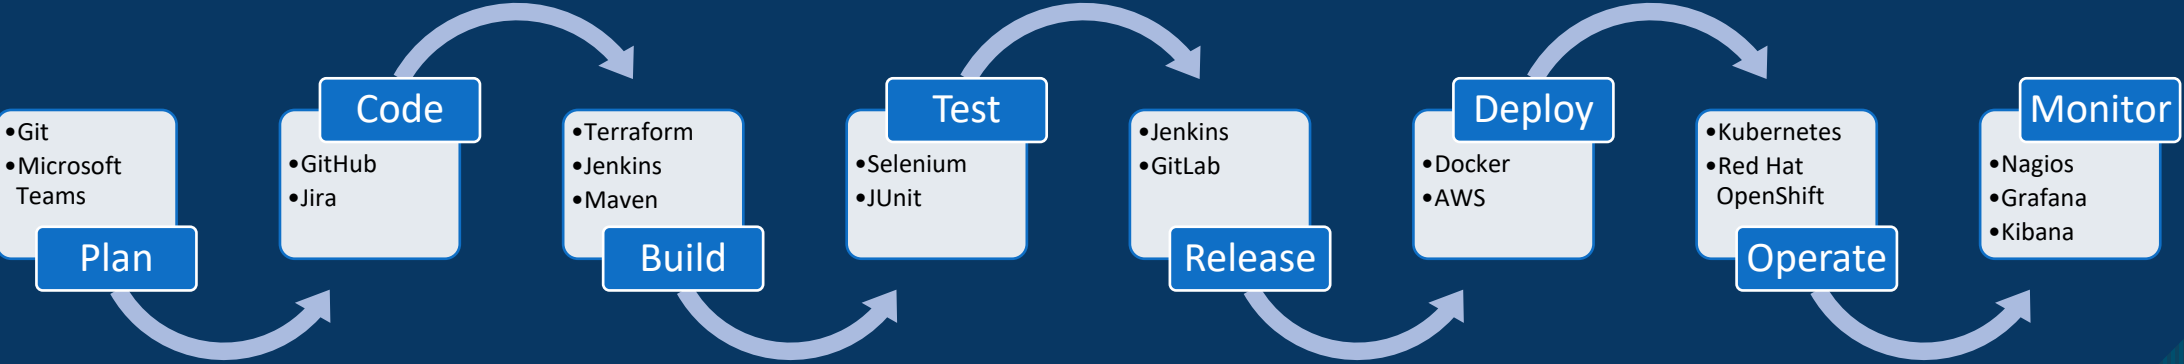 •Git
•Microsoft
Teams
Plan
Code
•GitHub
•Jira
•Terraform
•Jenkins
•Maven
Build
Test
•Selenium
•JUnit
•Jenkins
•GitLab
Release
Deploy
•Docker
•AWS
•Kubernetes
•Red Hat
OpenShift
Operate
Monitor
•Nagios
•Grafana
•Kibana